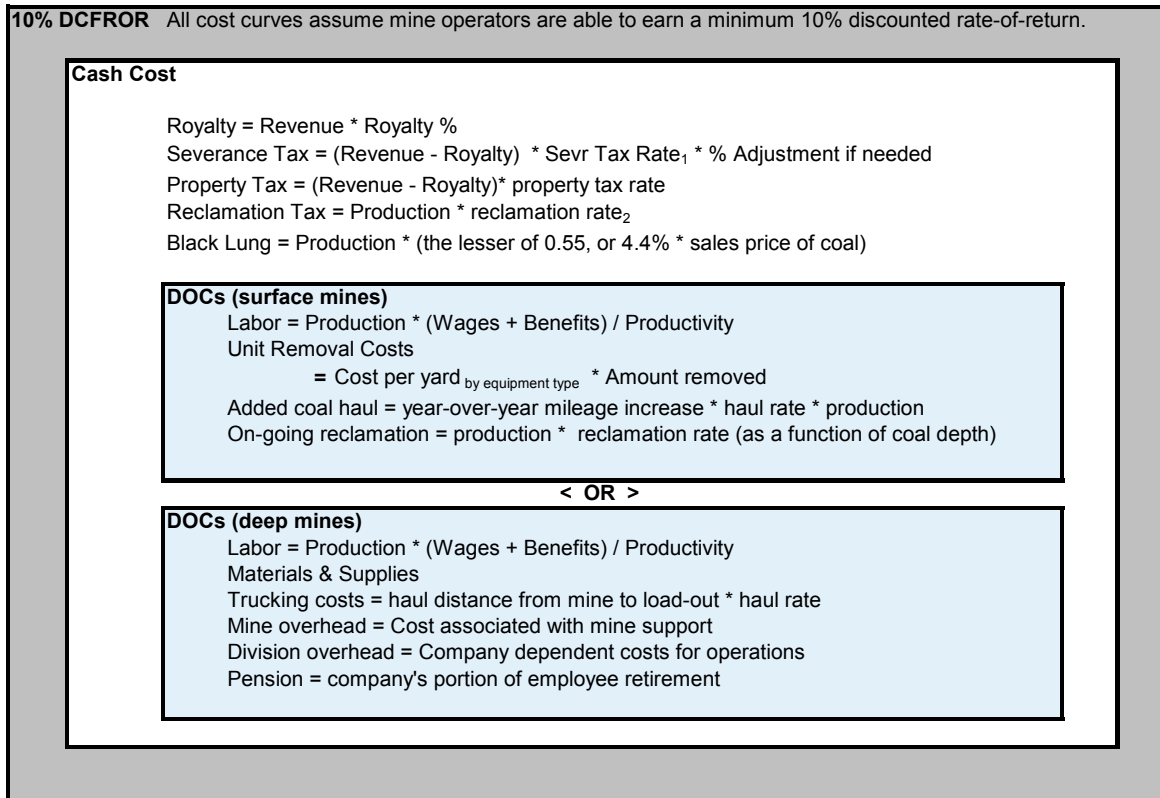 10% DCFROR All cost curves assume mine operators are able to earn a minimum 10% discounted rate-of-return.
Cash Cost
Royalty = Revenue * Royalty %
Severance Tax = (Revenue - Royalty) * Sevr Tax Rate₁ * % Adjustment if needed
Property Tax = (Revenue - Royalty)* property tax rate
Reclamation Tax = Production * reclamation rate₂
Black Lung = Production * (the lesser of 0.55, or 4.4% * sales price of coal)
DOCs (surface mines)
Labor = Production * (Wages + Benefits) / Productivity
Unit Removal Costs
= Cost per yard by equipment type * Amount removed
Added coal haul = year-over-year mileage increase * haul rate * production
On-going reclamation = production * reclamation rate (as a function of coal depth)
< OR >
DOCs (deep mines)
Labor = Production * (Wages + Benefits) / Productivity
Materials & Supplies
Trucking costs = haul distance from mine to load-out * haul rate
Mine overhead = Cost associated with mine support
Division overhead = Company dependent costs for operations
Pension = company's portion of employee retirement